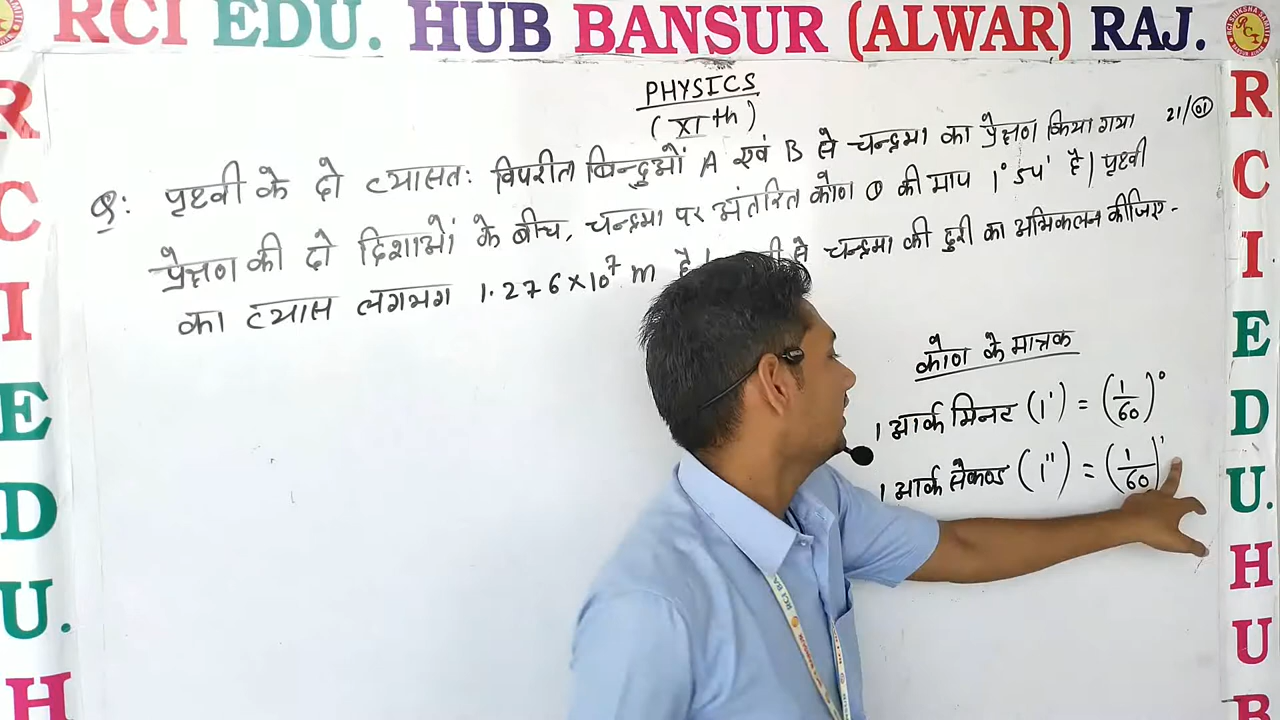 RCI EDU. HUB BANSUR (ALWAR) RAJ.
PHYSICS
(XI th)
21/01
Q: पृथ्वी के दो व्यासतः विपरीत बिन्दुओं A एवं B से चन्द्रमा का प्रेक्षण किया गया
प्रेक्षण की दो दिशाओं के बीच, चन्द्रमा पर अंतरित कोण θ की माप 1° 54' है। पृथ्वी
का व्यास लगभग 1.276×10⁷ m है। से चन्द्रमा की दुरी का अभिकलन कीजिए -
कोण के मात्रक
1 आर्क मिनट (1') = (1/60)°
1 आर्क सेकण्ड (1") = (1/60)'
R
C
I
E
D
U.
H
R
C
I
E
D
U.
H
U
B